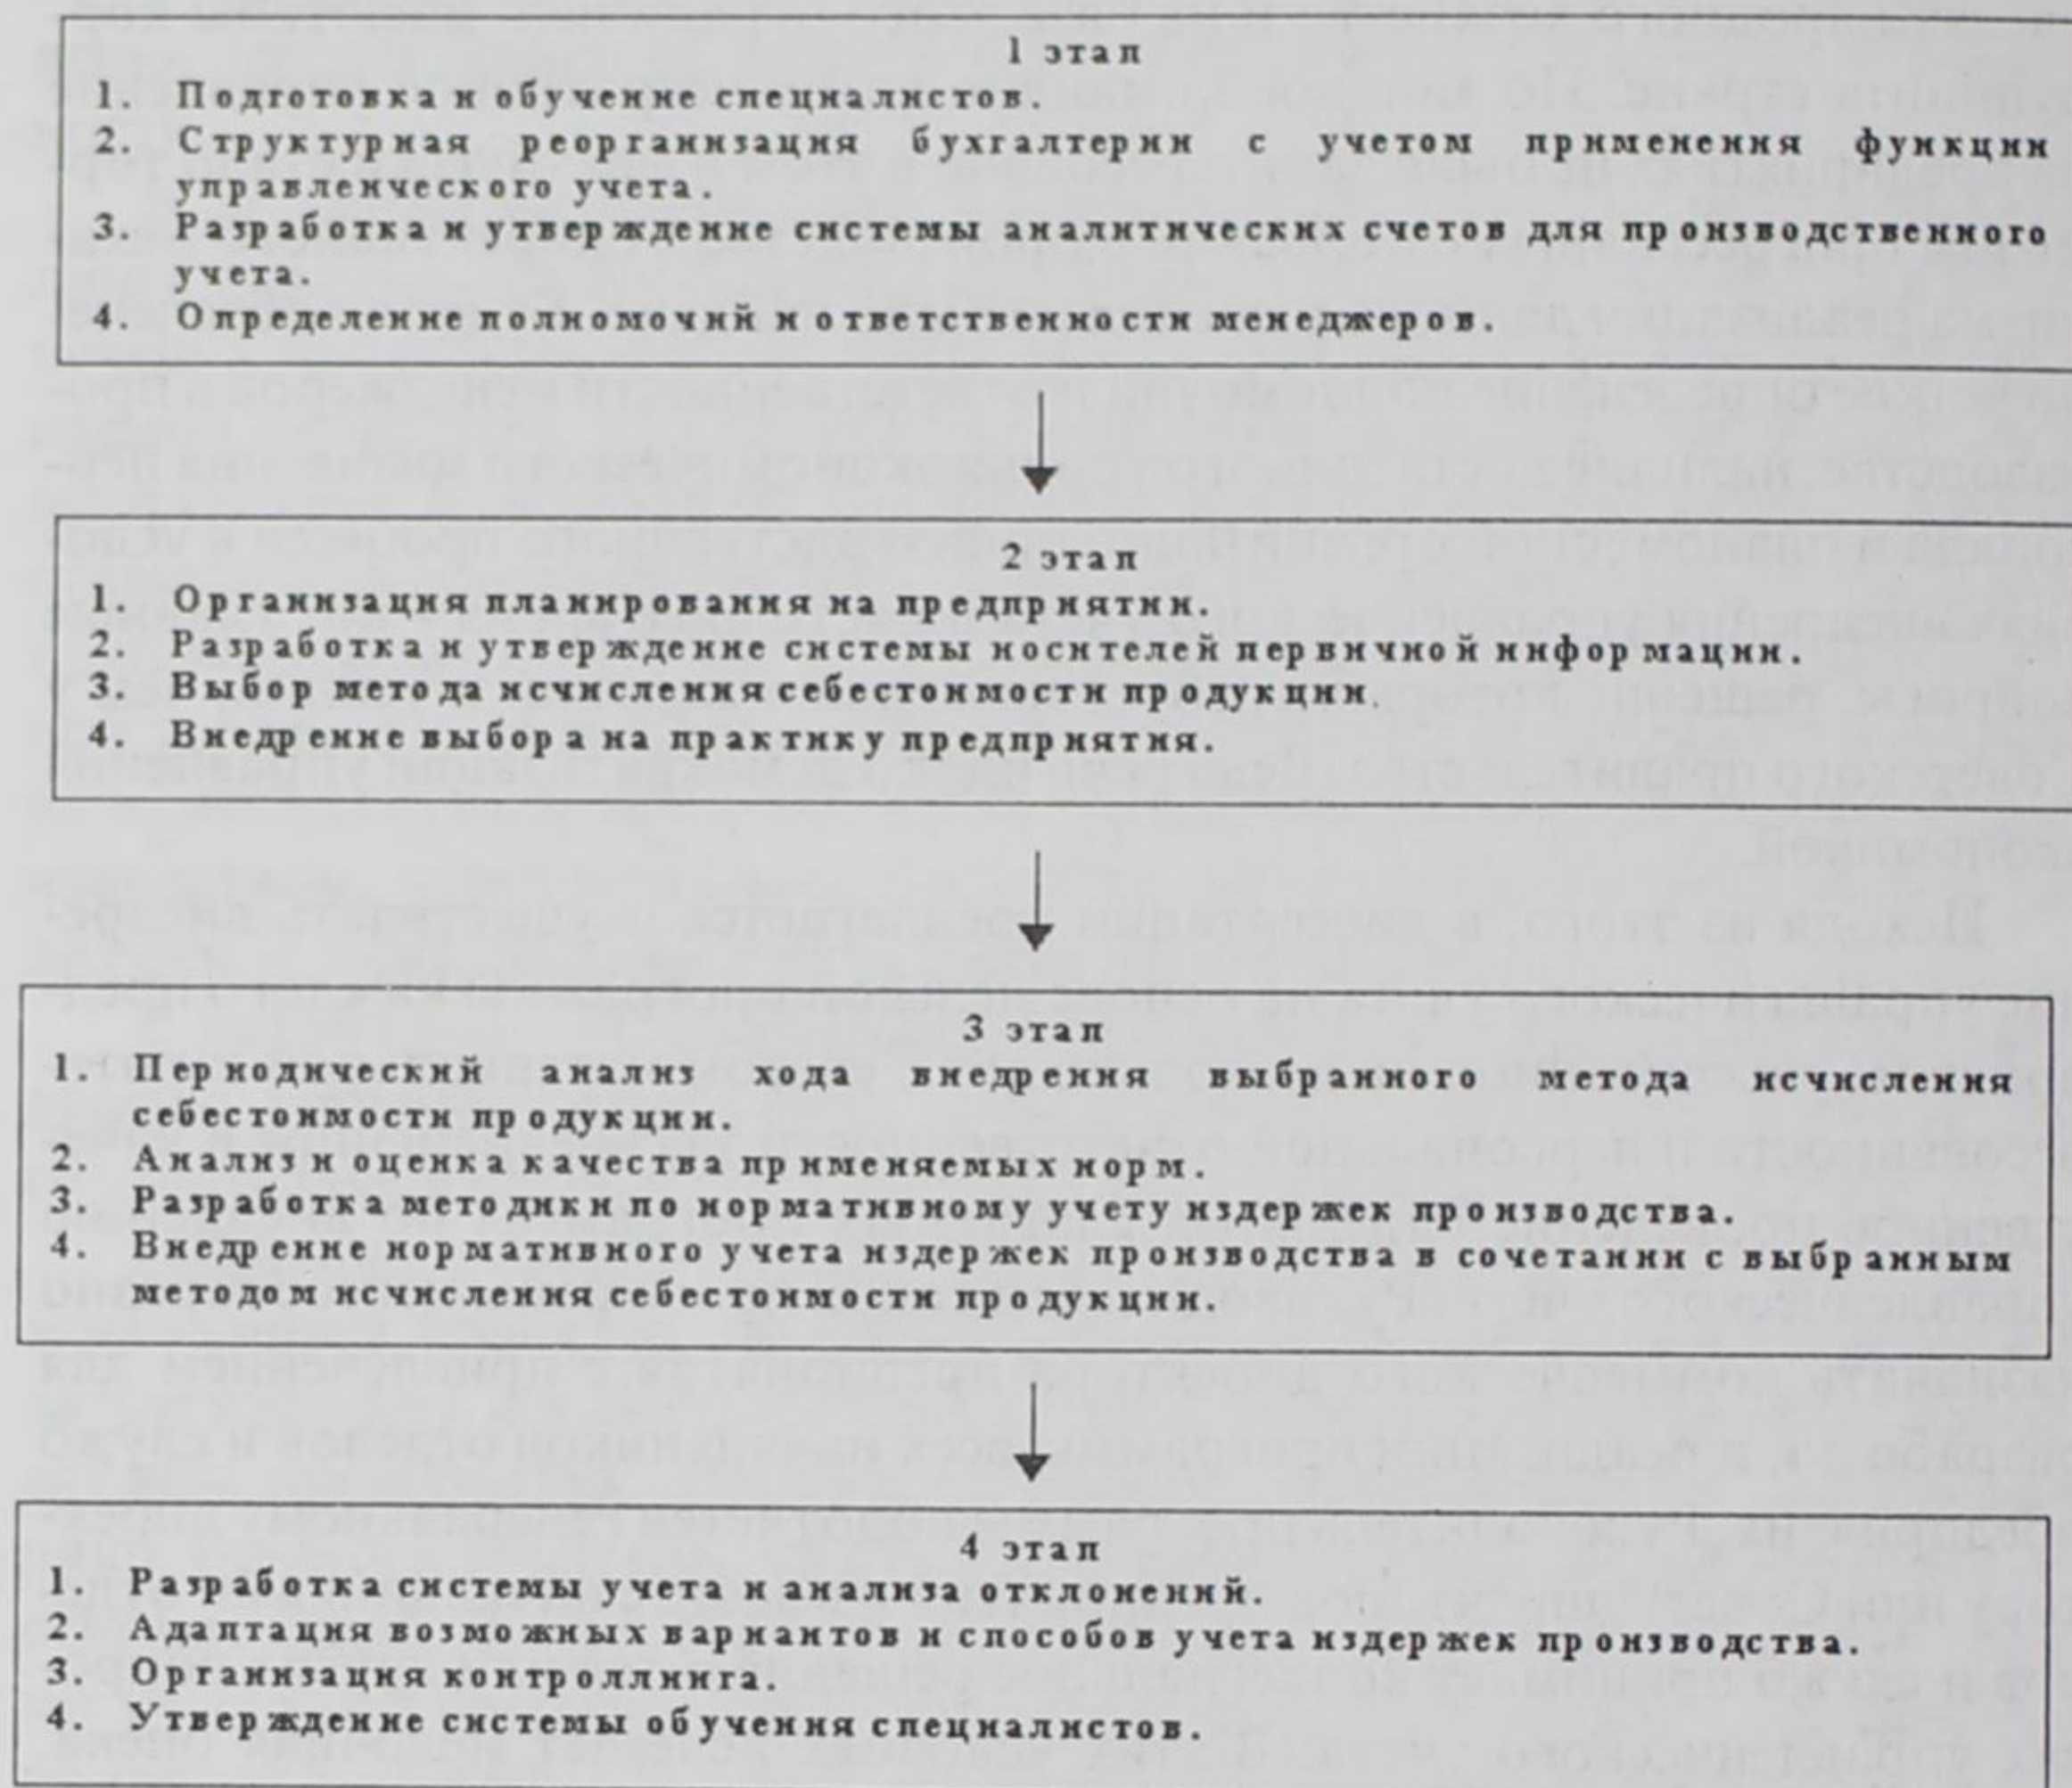 1 этап
1. Подготовка и обучение специалистов.
2. Структурная реорганизация бухгалтерии с учетом применения функции
управленческого учета.
3. Разработка и утверждение системы аналитических счетов для производственного
учета.
4. Определение полномочий и ответственности менеджеров.
2 этап
1. Организация планирования на предприятии.
2. Разработка и утверждение системы носителей первичной информации.
3. Выбор метода исчисления себестоимости продукции.
4. Внедрение выбора на практику предприятия.
3 этап
1. Периодический анализ хода внедрения выбранного метода исчисления
себестоимости продукции.
2. Анализ и оценка качества применяемых норм.
3. Разработка методики по нормативному учету издержек производства.
4. Внедрение нормативного учета издержек производства в сочетании с выбранным
методом исчисления себестоимости продукции.
4 этап
1. Разработка системы учета и анализа отклонений.
2. Адаптация возможных вариантов и способов учета издержек производства.
3. Организация контроллинга.
4. Утверждение системы обучения специалистов.